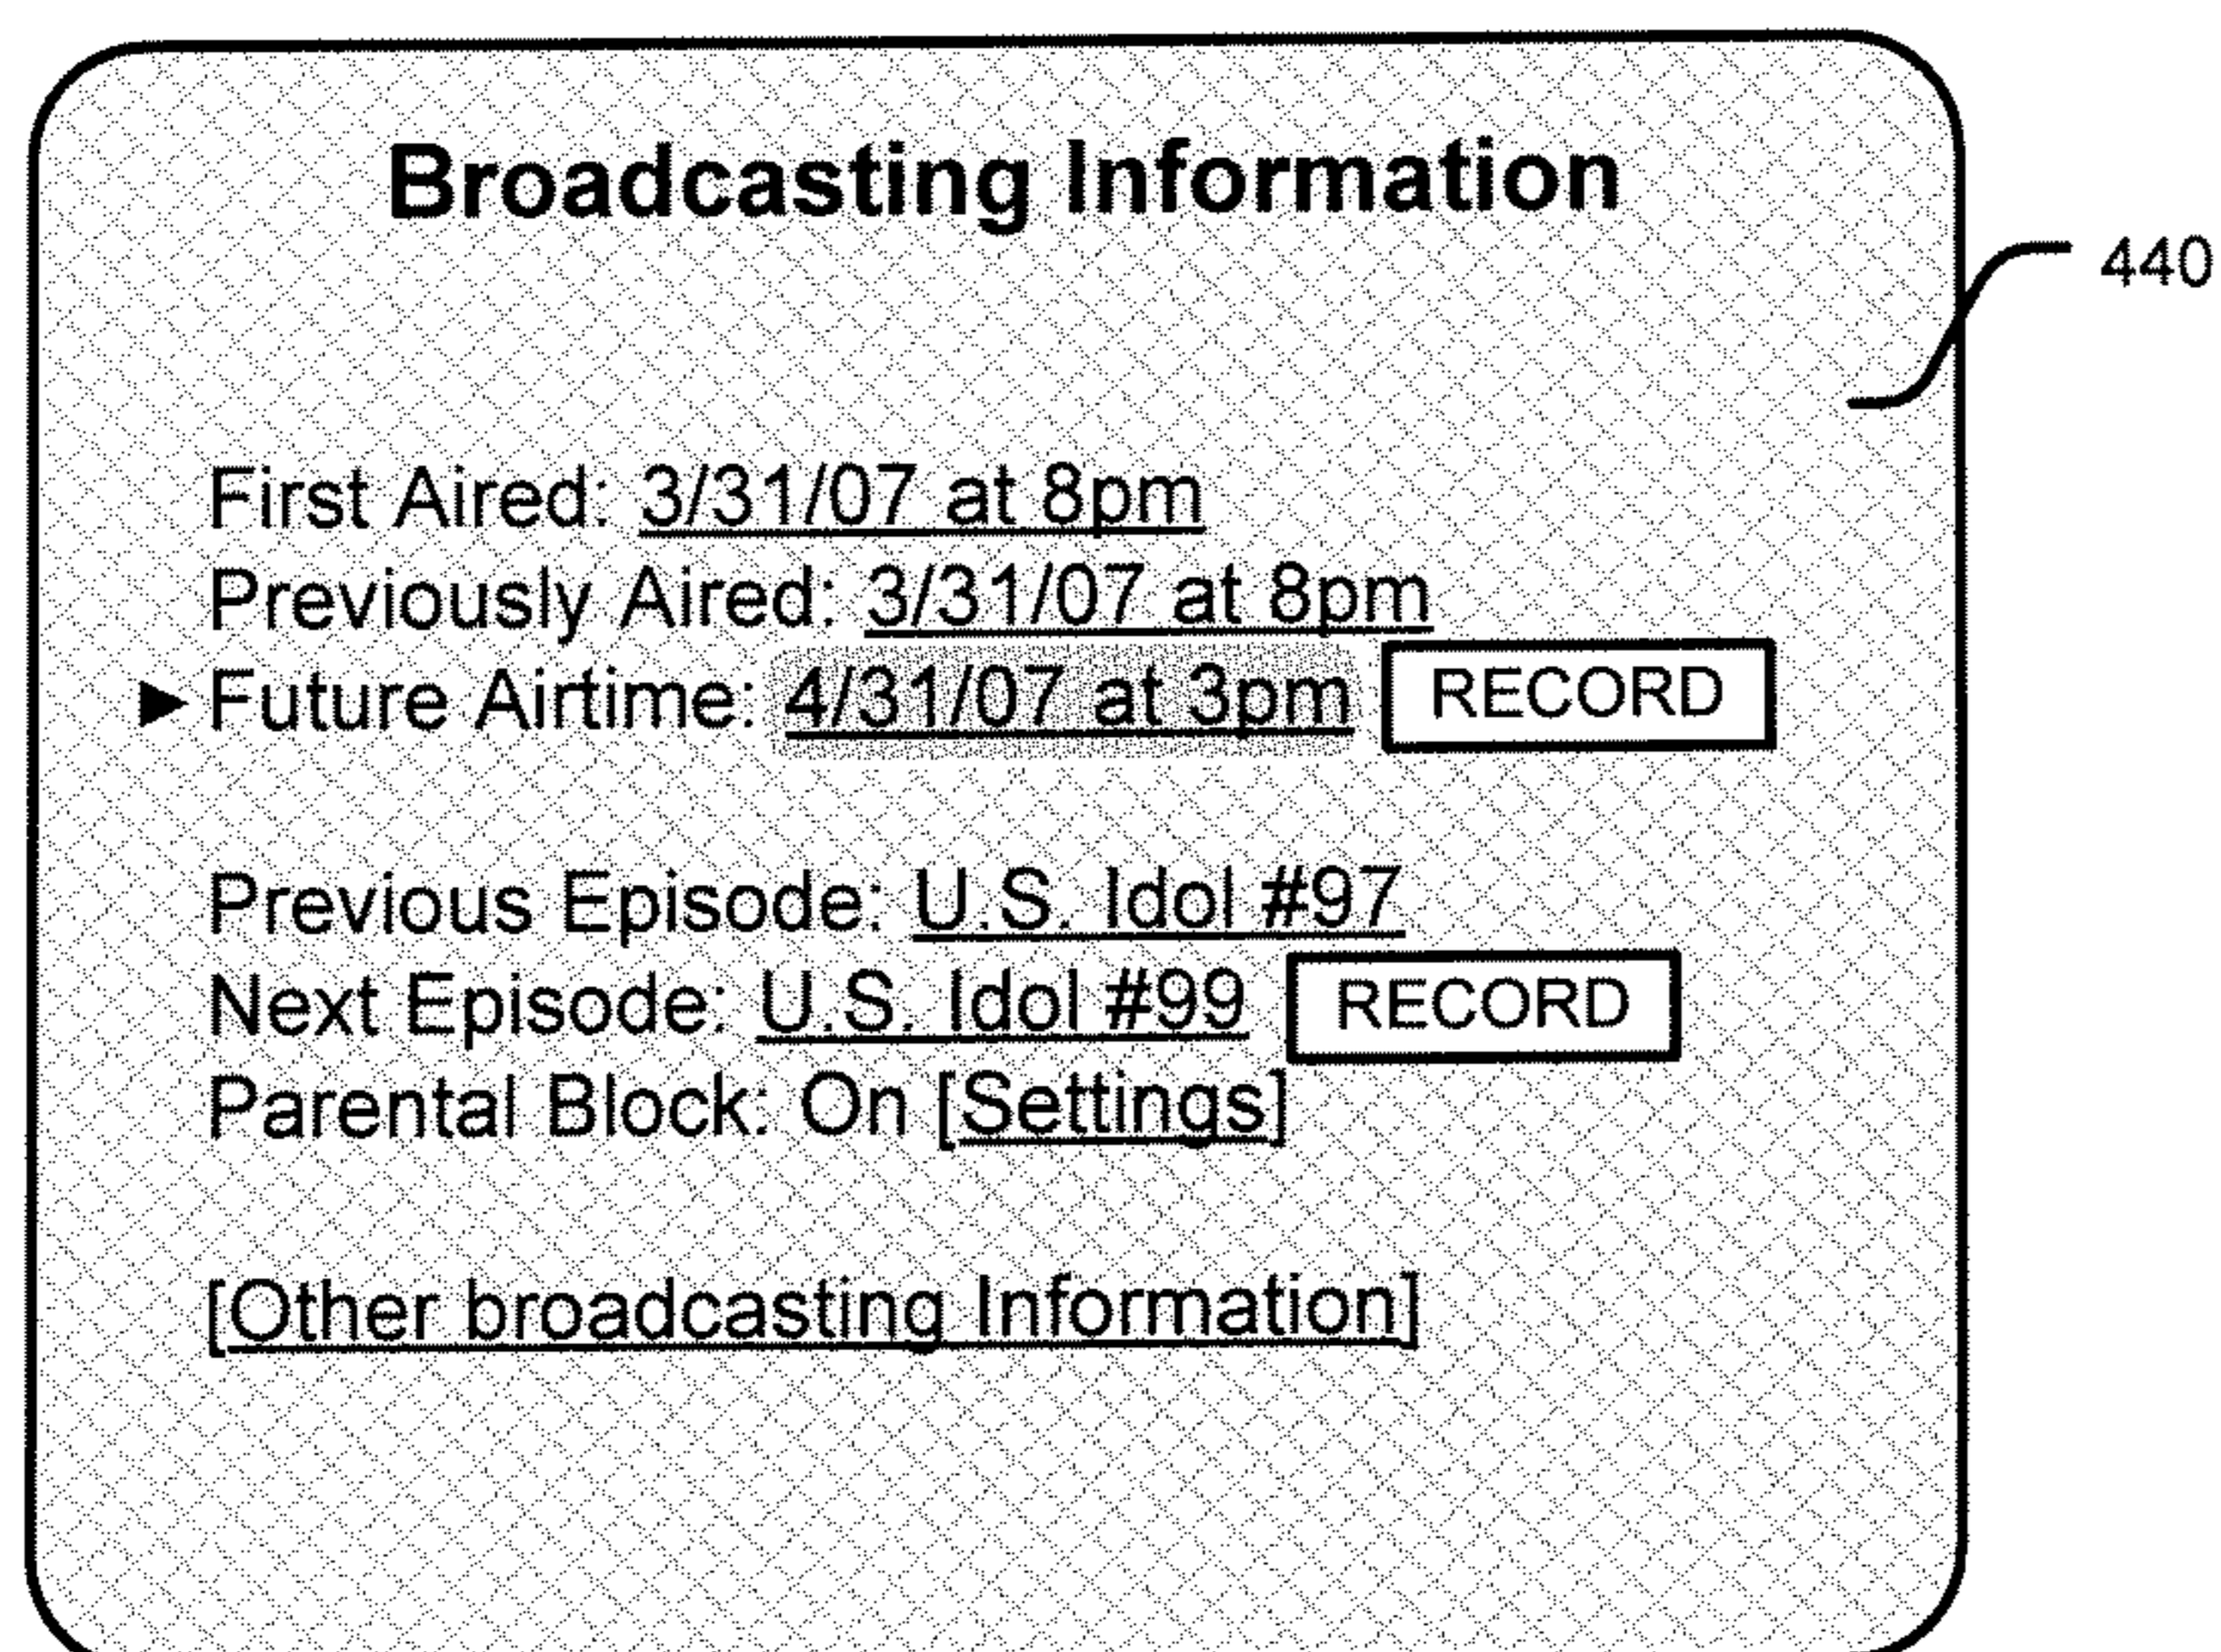 Broadcasting Information
440
First Aired: 3/31/07 at 8pm
Previously Aired: 3/31/07 at 8pm
►Future Airtime: 4/31/07 at 3pm RECORD
Previous Episode: U.S. Idol #97
Next Episode: U.S. Idol #99 RECORD
Parental Block: On [Settings]
[Other broadcasting Information]